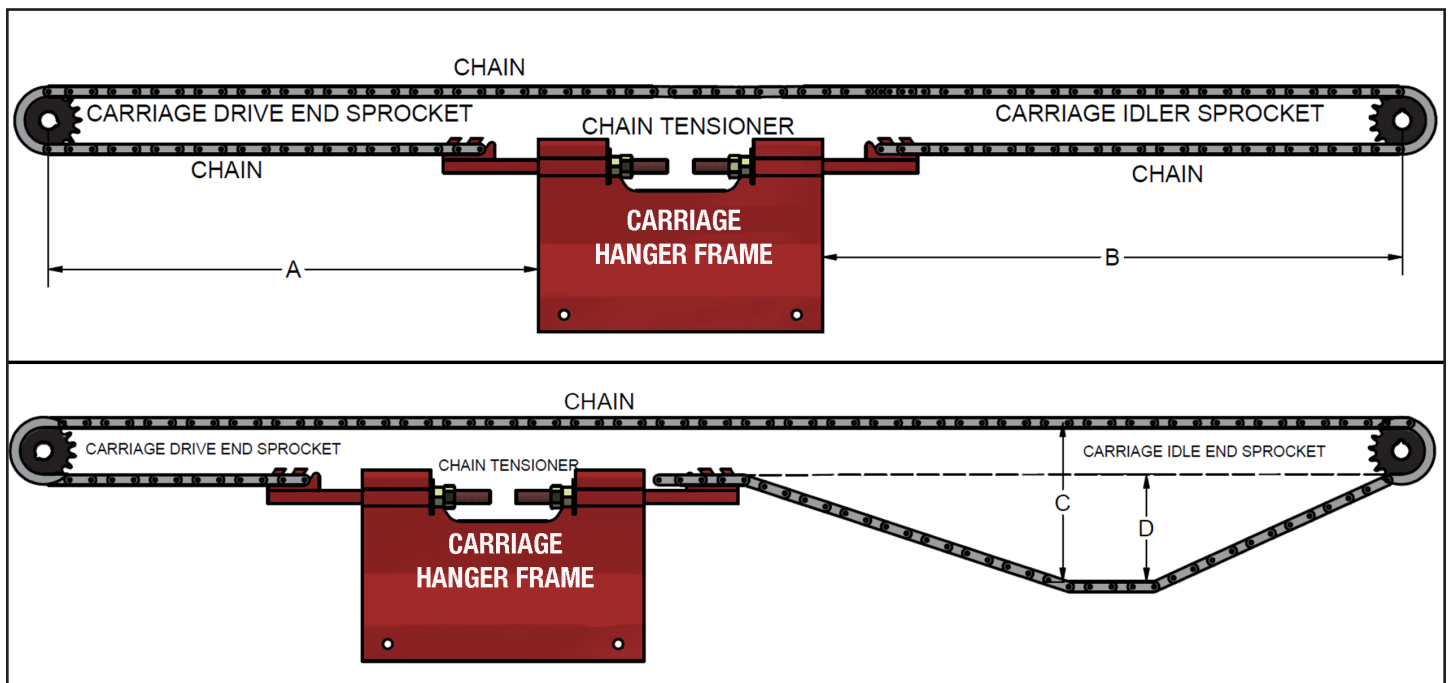 CHAIN
CARRIAGE DRIVE END SPROCKET
CHAIN TENSIONER
CARRIAGE IDLER SPROCKET
CHAIN
CHAIN
CARRIAGE
HANGER FRAME
A
B
CHAIN
CARRIAGE DRIVE END SPROCKET
CHAIN TENSIONER
CARRIAGE IDLE END SPROCKET
C
D
CARRIAGE
HANGER FRAME